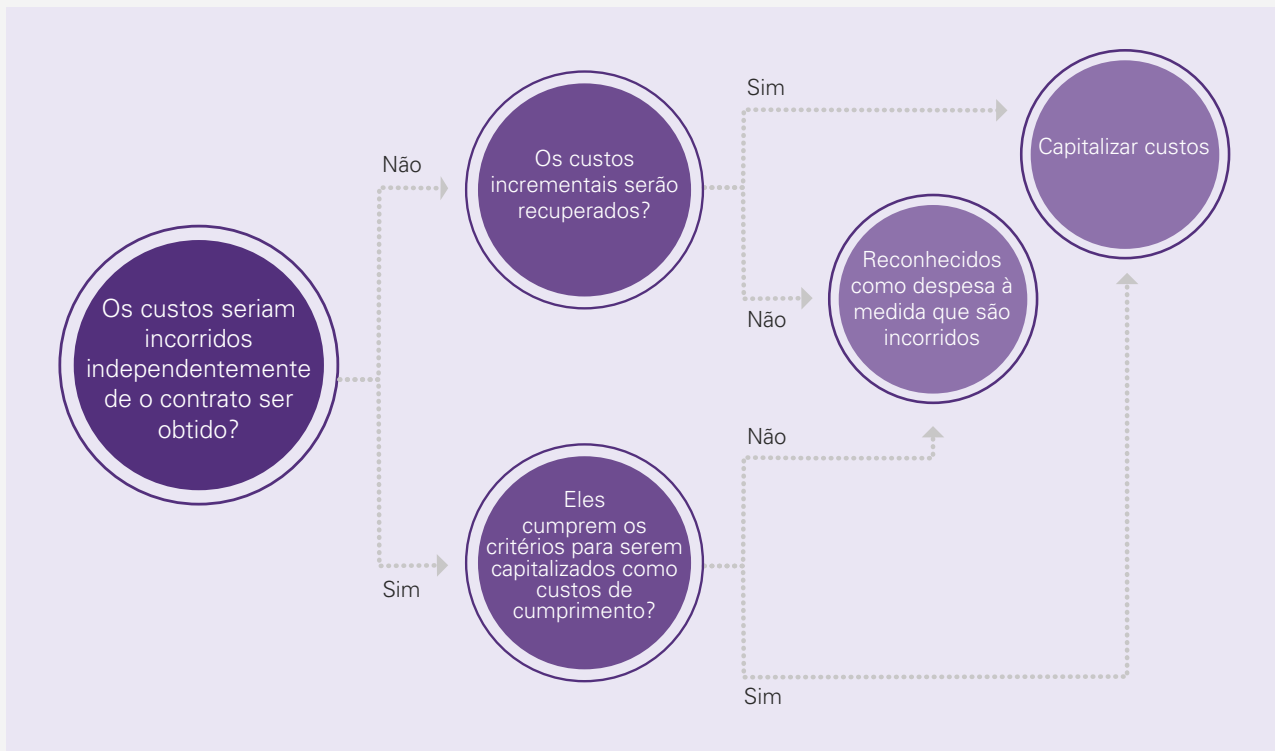 Os custos seriam
incorridos
independentemente
de o contrato ser
obtido?
Não
Os custos
incrementais serão
recuperados?
Sim
Capitalizar custos
Não
Reconhecidos
como despesa à
medida que são
incorridos
Sim
Eles
cumprem os
critérios para serem
capitalizados como
custos de
cumprimento?
Não
Sim